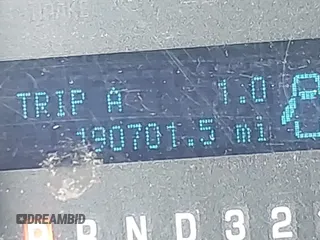 TRIP A 1.0
190701.5 mi
R N D 3 2
DREAMBID